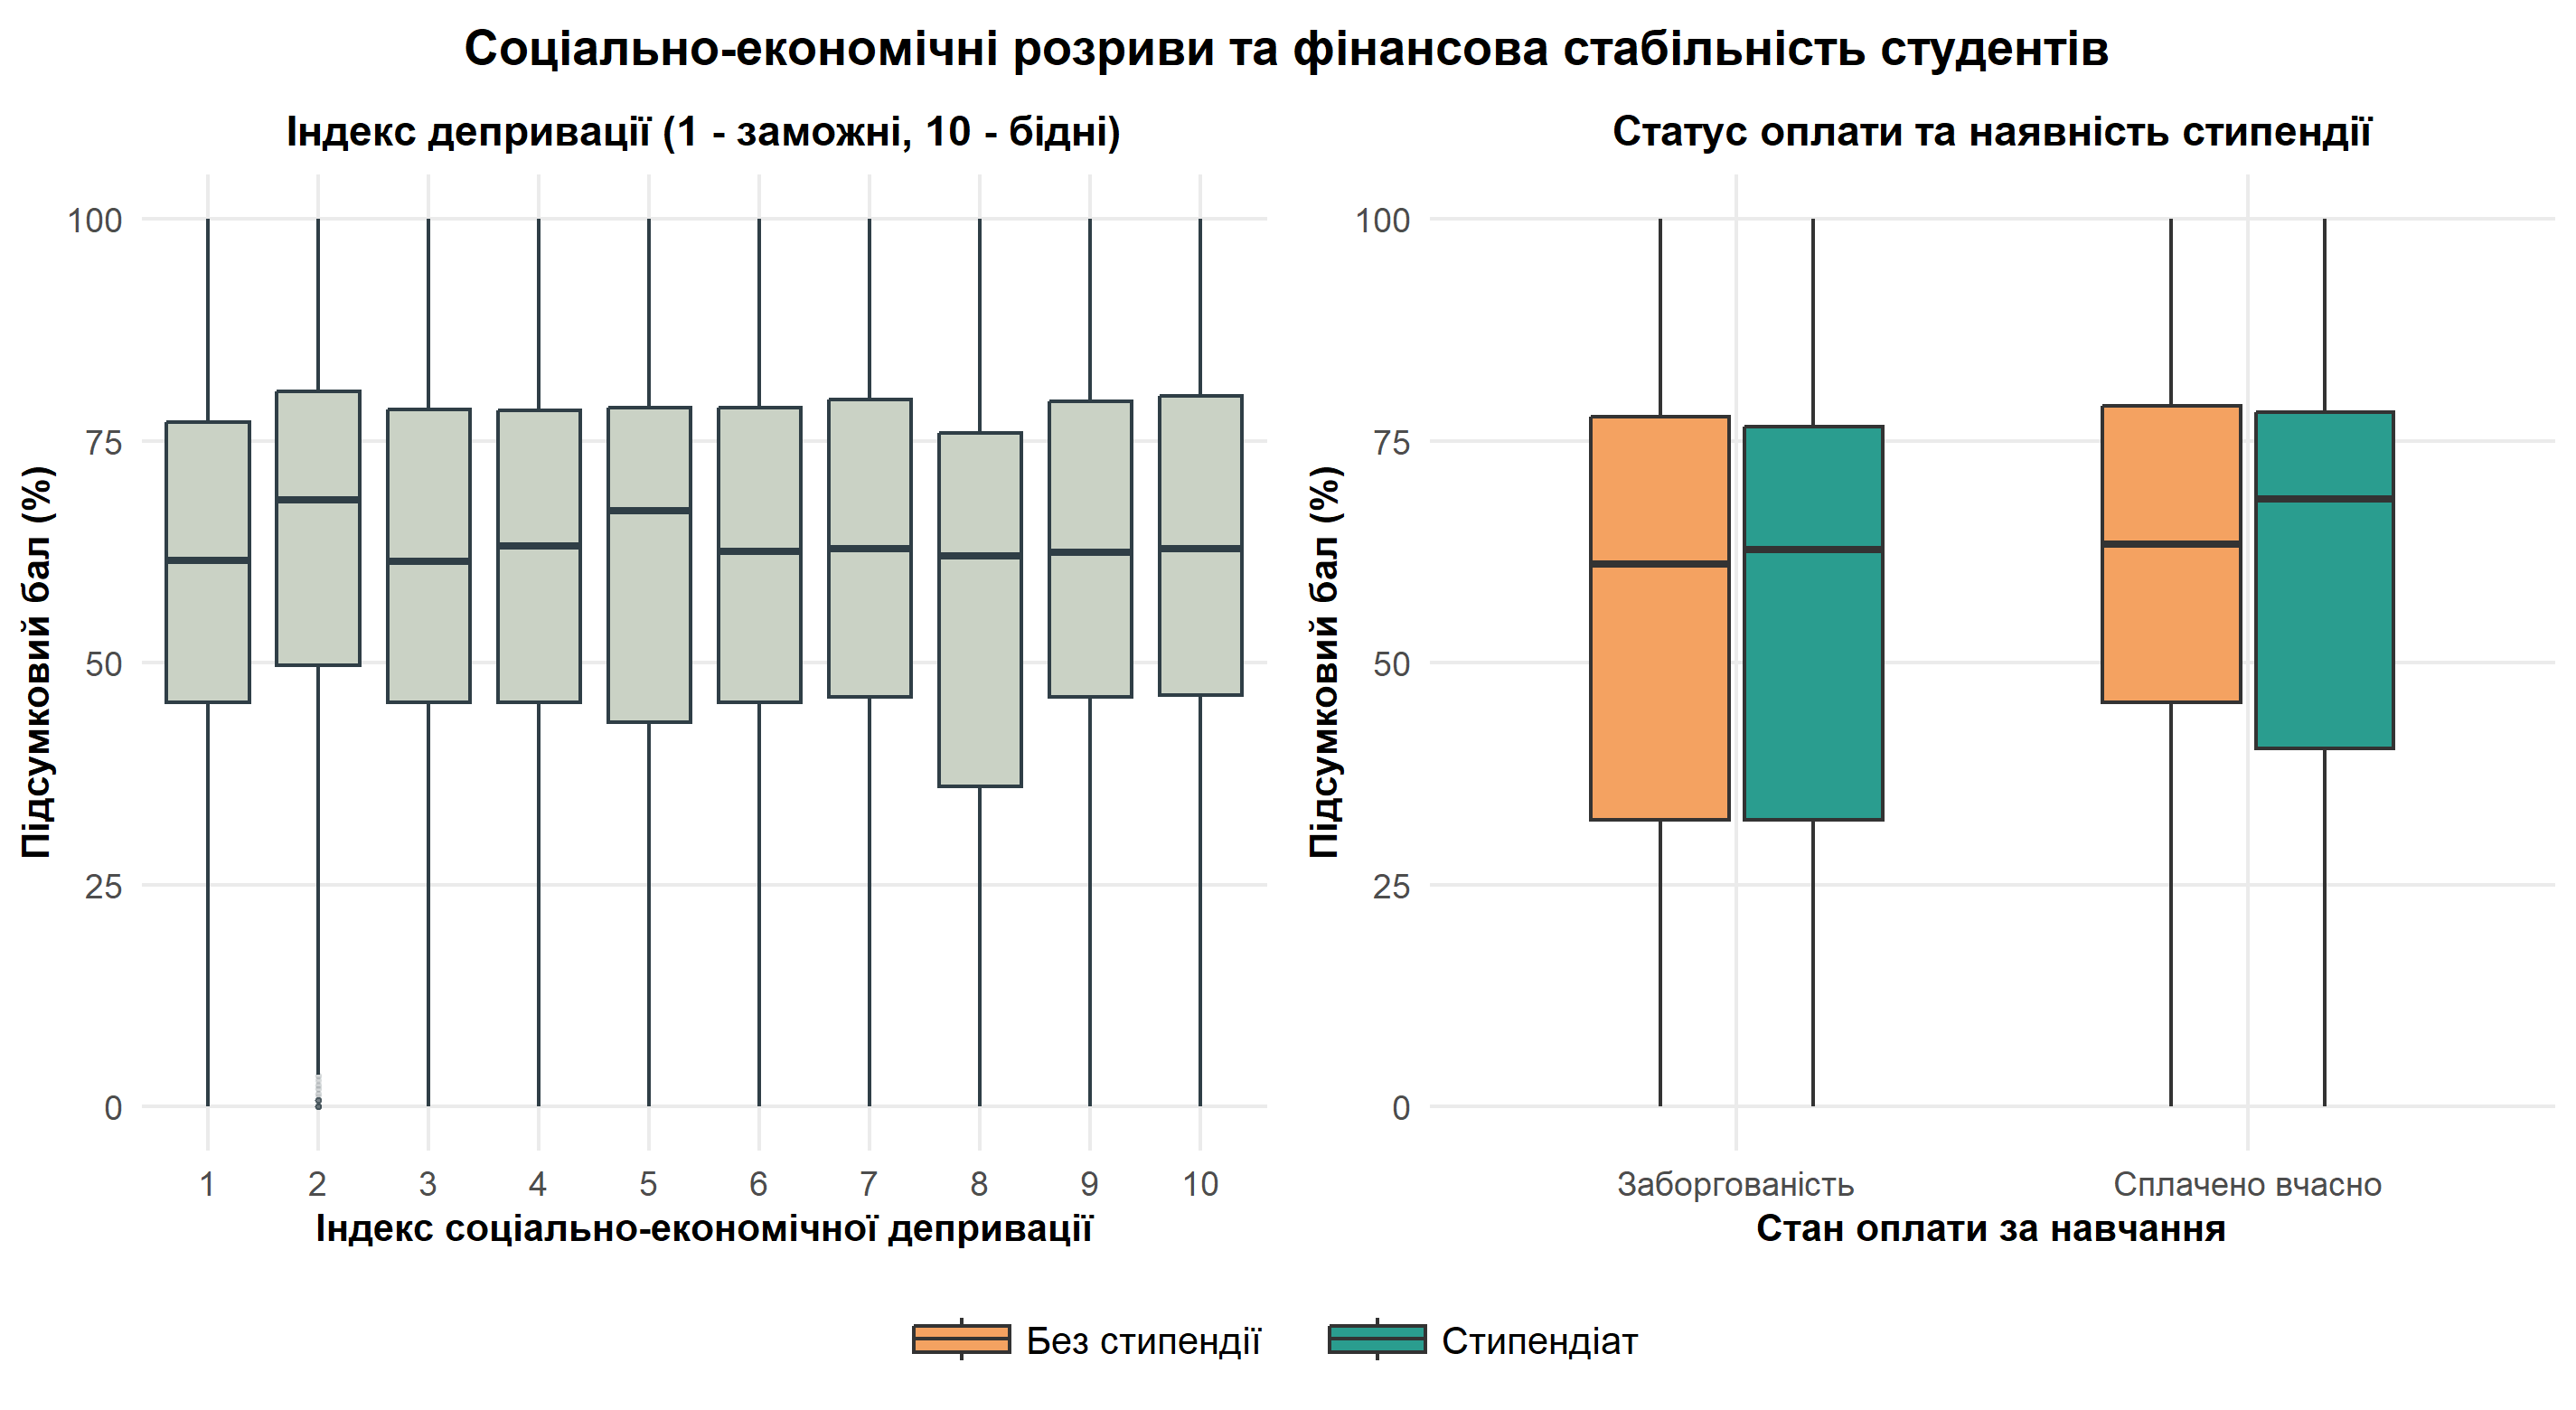 Соціально-економічні розриви та фінансова стабільність студентів
Індекс депривації (1 - заможні, 10 - бідні)
Підсумковий бал (%)
100
75
50
25
0
1 2 3 4 5 6 7 8 9 10
Індекс соціально-економічної депривації
Статус оплати та наявність стипендії
Підсумковий бал (%)
100
75
50
25
0
Заборгованість Сплачено вчасно
Стан оплати за навчання
Без стипендії Стипендіат